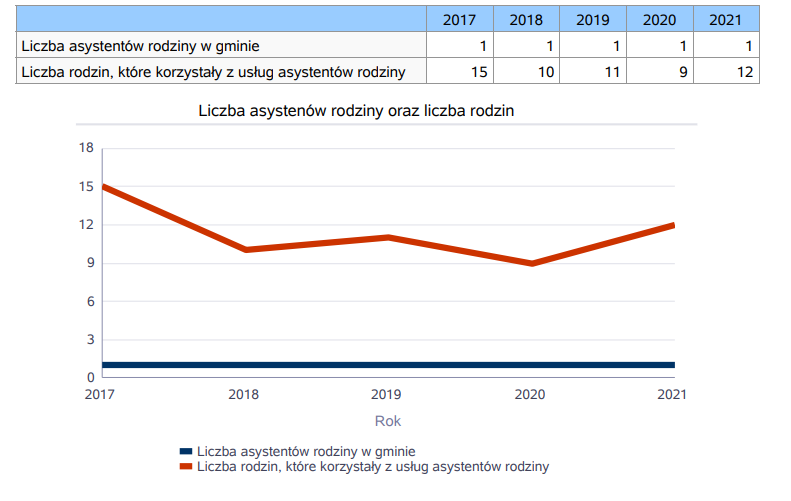 2017 2018 2019 2020 2021
Liczba asystentów rodziny w gminie 1 1 1 1 1
Liczba rodzin, które korzystały z usług asystentów rodziny 15 10 11 9 12
Liczba asystenów rodziny oraz liczba rodzin
18
15
12
9
6
3
0
2017 2018 2019 2020 2021
Rok
Liczba asystentów rodziny w gminie
Liczba rodzin, które korzystały z usług asystentów rodziny